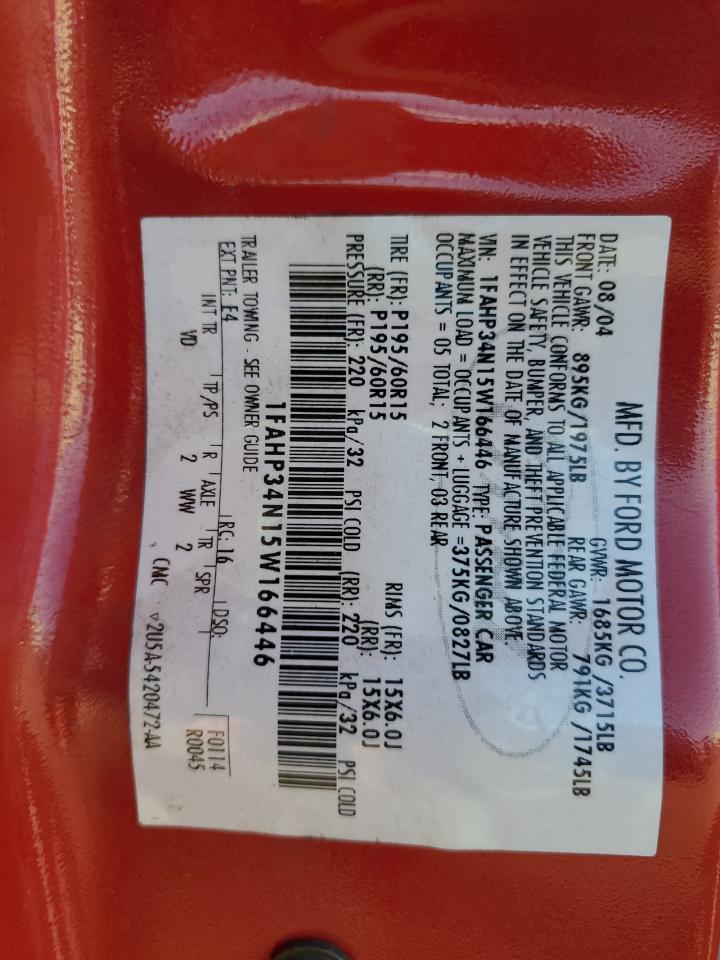 MFD. BY FORD MOTOR CO.
DATE: 08/04 GVWR: 1685KG /3715LB
FRONT GAWR: 895KG/1975LB REAR GAWR: 791KG /1745LB
THIS VEHICLE CONFORMS TO ALL APPLICABLE FEDERAL MOTOR
VEHICLE SAFETY, BUMPER, AND THEFT PREVENTION STANDARDS
IN EFFECT ON THE DATE OF MANUFACTURE SHOWN ABOVE.
VIN: 1FAHP34N15W166446 TYPE: PASSENGER CAR
MAXIMUM LOAD = OCCUPANTS + LUGGAGE =375KG/0827LB
OCCUPANTS = 05 TOTAL; 2 FRONT, 03 REAR
TIRE (FR): P195/60R15 RIMS (FR): 15X6.0J
(RR): P195/60R15 (RR): 15X6.0J
PRESSURE (FR): 220 kPa/32 PSI COLD (RR): 220 kPa/32 PSI COLD
1FAHP34N15W166446
TRAILER TOWING - SEE OWNER GUIDE
EXT PNT: E4 RC: 16 DSO: F0114
INT TR TP/PS R AXLE TR SPR R0045
VD 2 WW 2
CMC 2U5A-5420472-AA